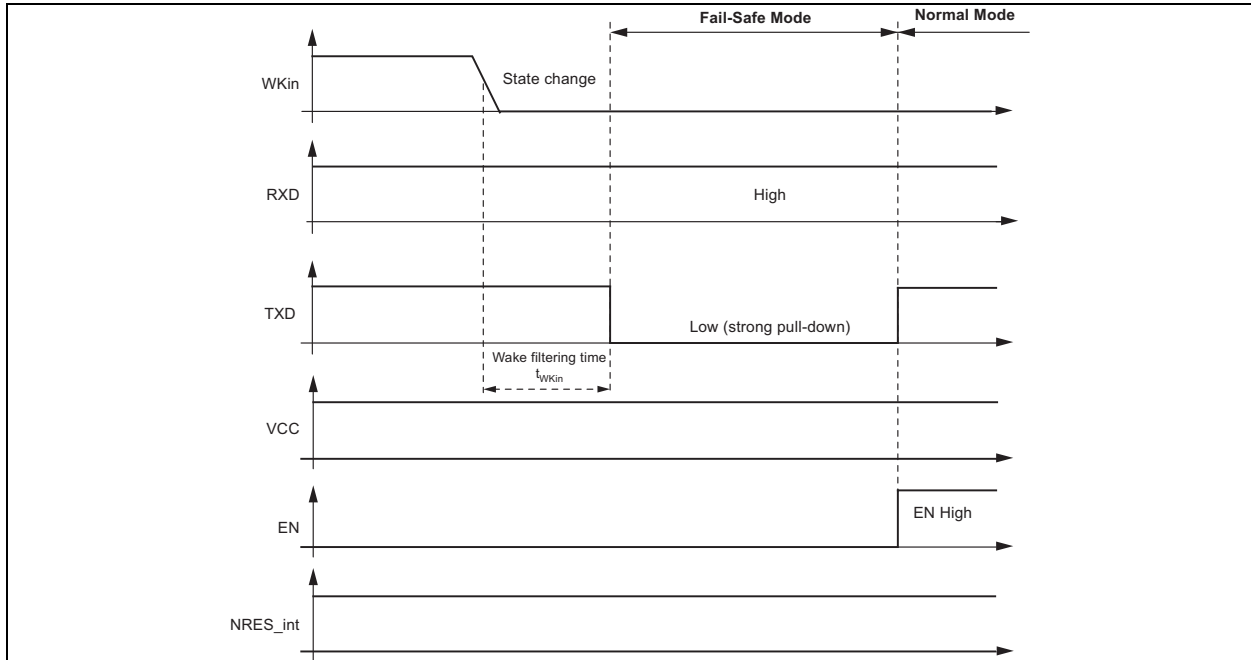 Fail-Safe Mode
Normal Mode
WKin
State change
RXD
High
TXD
Low (strong pull-down)
Wake filtering time
tWKin
VCC
EN
EN High
NRES_int